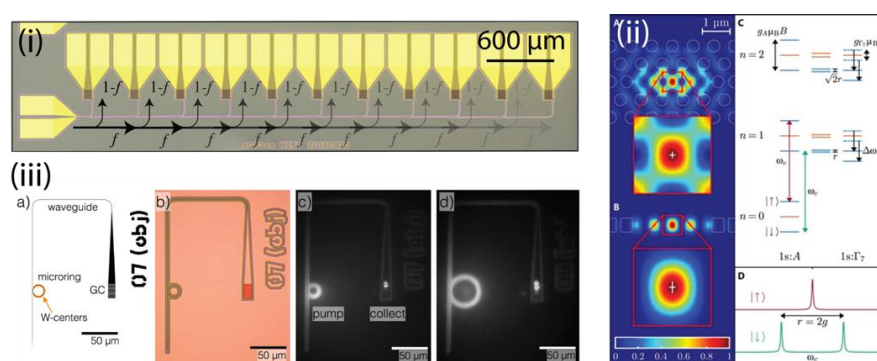 (i)
600 μm
1-f 1-f 1-f 1-f 1-f 1-f 1-f 1-f 1-f
f f f f f f f f f
(ii)
A
1 μm
B
0 0.2 0.4 0.6 0.8 1
C
n=2
n=1
n=0
ω_c
ω_c
r
Δω
|↑⟩
|↓⟩
1s:A
1s:Γ₇
D
|↑⟩
r = 2g
|↓⟩
ω_c
(iii)
a)
waveguide
microring
GC
W-centers
50 μm
07 (obj)
b)
07 (obj)
50 μm
c)
pump
collect
50 μm
d)
50 μm